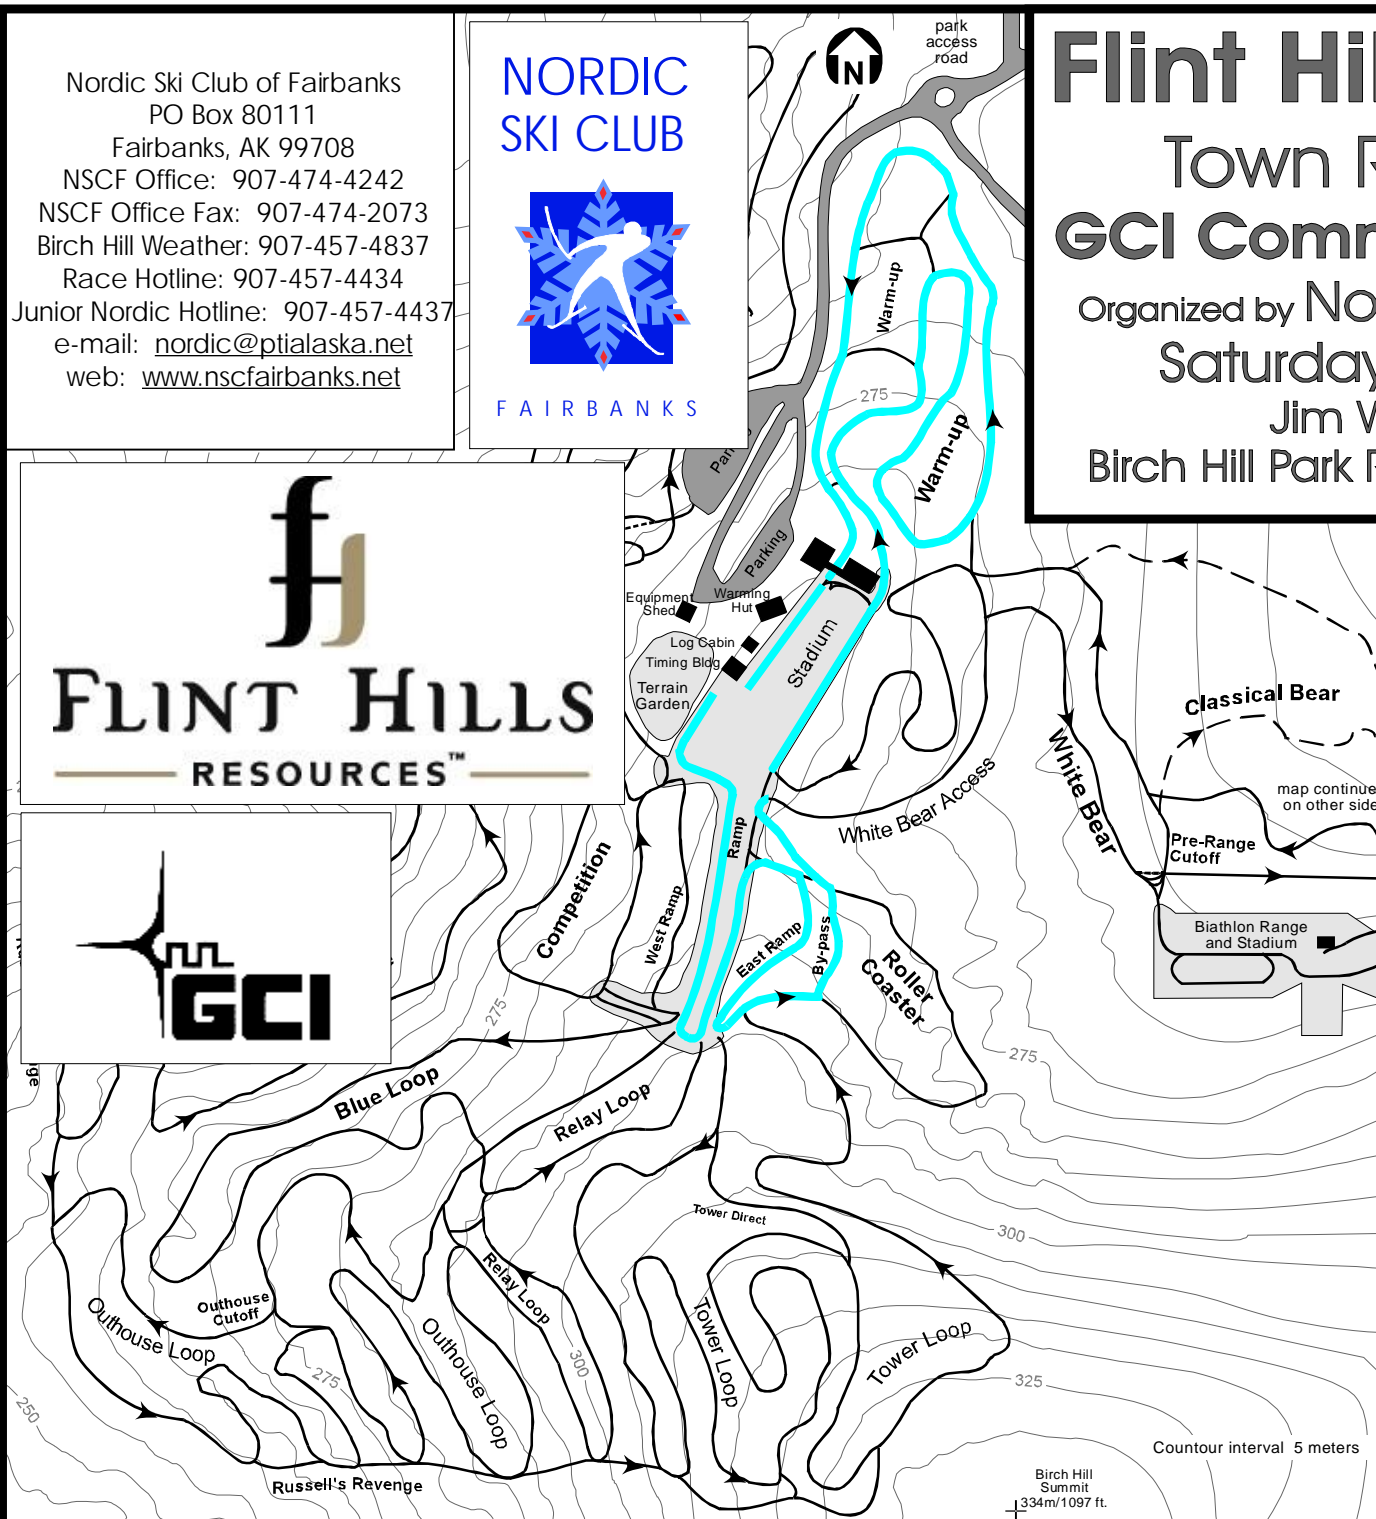 Nordic Ski Club of Fairbanks
PO Box 80111
Fairbanks, AK 99708
NSCF Office:  907-474-4242
NSCF Office Fax:  907-474-2073
Birch Hill Weather: 907-457-4837
Race Hotline: 907-457-4434
Junior Nordic Hotline:  907-457-4437
e-mail:  nordic@ptialaska.net
web:  www.nscfairbanks.net
NORDIC
SKI CLUB
FAIRBANKS
N
park
access
road
Flint Hil
Town R
GCI Comm
Organized by No
Saturday
Jim W
Birch Hill Park R
FLINT HILLS
RESOURCES™
GCI
Warm-up
275
Warm-up
Par
Parking
Equipment
Shed
Warming
Hut
Log Cabin
Timing Bldg
Terrain
Garden
Stadium
Classical Bear
White Bear
White Bear Access
map continue
on other side
Pre-Range
Cutoff
Biathlon Range
and Stadium
Ramp
Competition
West Ramp
East Ramp
By-pass
Roller
Coaster
275
275
ge
Blue Loop
Relay Loop
Tower Direct
300
Relay Loop
Outhouse
Cutoff
Outhouse Loop
Outhouse Loop
Tower Loop
Tower Loop
275
300
325
250
Russell's Revenge
Countour interval  5 meters
Birch Hill
Summit
334m/1097 ft.